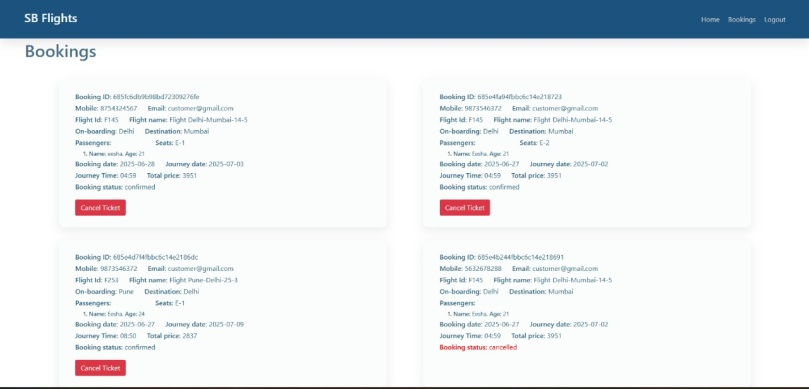 SB Flights
Home Bookings Logout
Bookings
Booking ID: 685fc6db9b98bd72309276fe
Mobile: 8754324567 Email: customer@gmail.com
Flight Id: F145 Flight name: Flight Delhi-Mumbai-14-5
On-boarding: Delhi Destination: Mumbai
Passengers: Seats: E-1
1. Name: eesha, Age: 21
Booking date: 2025-06-28 Journey date: 2025-07-03
Journey Time: 04:59 Total price: 3951
Booking status: confirmed
Cancel Ticket
Booking ID: 685e4fa94fbbc6c14e218723
Mobile: 9873546372 Email: customer@gmail.com
Flight Id: F145 Flight name: Flight Delhi-Mumbai-14-5
On-boarding: Delhi Destination: Mumbai
Passengers: Seats: E-2
1. Name: Eesha, Age: 21
Booking date: 2025-06-27 Journey date: 2025-07-02
Journey Time: 04:59 Total price: 3951
Booking status: confirmed
Cancel Ticket
Booking ID: 685e4d7f4fbbc6c14e2186dc
Mobile: 9873546372 Email: customer@gmail.com
Flight Id: F253 Flight name: Flight Pune-Delhi-25-3
On-boarding: Pune Destination: Delhi
Passengers: Seats: E-1
1. Name: Eesha, Age: 24
Booking date: 2025-06-27 Journey date: 2025-07-09
Journey Time: 08:50 Total price: 2837
Booking status: confirmed
Cancel Ticket
Booking ID: 685e4b244fbbc6c14e218691
Mobile: 5632678288 Email: customer@gmail.com
Flight Id: F145 Flight name: Flight Delhi-Mumbai-14-5
On-boarding: Delhi Destination: Mumbai
Passengers:
1. Name: Eesha, Age: 21
Booking date: 2025-06-27 Journey date: 2025-07-02
Journey Time: 04:59 Total price: 3951
Booking status: cancelled